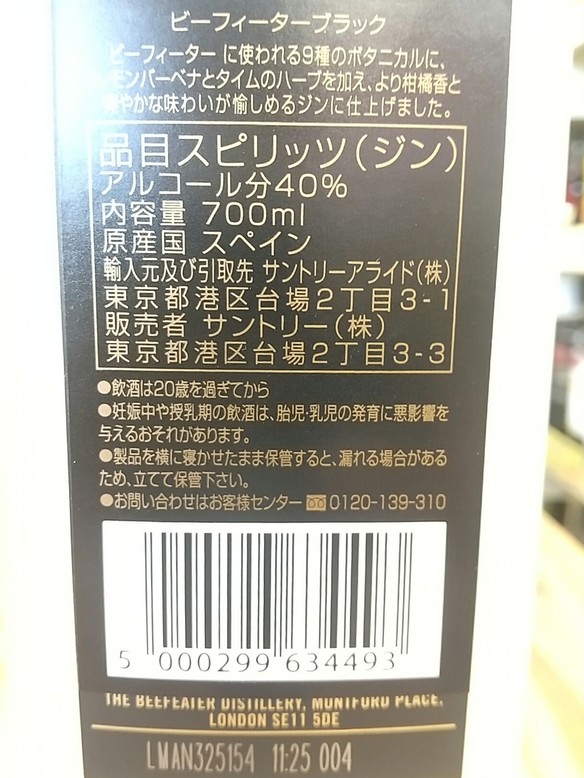 ビーフィーターブラック
ビーフィーター に使われる9種のボタニカルに、
レモンバーベナとタイムのハーブを加え、より柑橘香と
爽やかな味わいが愉しめるジンに仕上げました。
品目スピリッツ(ジン)
アルコール分40%
内容量 700ml
原産国 スペイン
輸入元及び引取先 サントリーアライド(株)
東京都港区台場2丁目3-1
販売者 サントリー(株)
東京都港区台場2丁目3-3
●飲酒は20歳を過ぎてから
●妊娠中や授乳期の飲酒は、胎児・乳児の発育に悪影響を
与えるおそれがあります。
●製品を横に寝かせたまま保管すると、漏れる場合がある
ため、立てて保管下さい。
●お問い合わせはお客様センター 0120-139-310
5 000299 634493
THE BEEFEATER DISTILLERY, MONTFORD PLACE,
LONDON SE11 5DE
LMAN325154 11:25 004